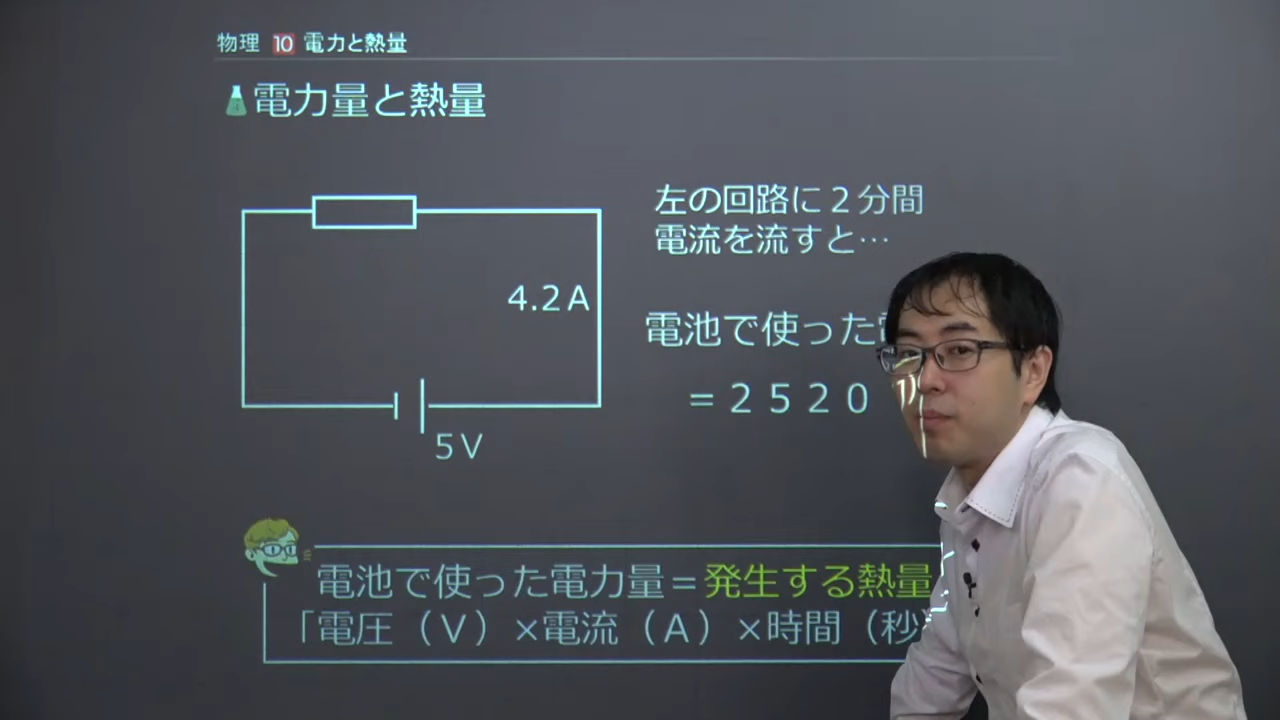 物理 10 電力と熱量
電力量と熱量
左の回路に２分間
電流を流すと…
4.2A
電池で使った
＝２５２０
5V
電池で使った電力量＝発生する熱量
「電圧（V）×電流（A）×時間（秒